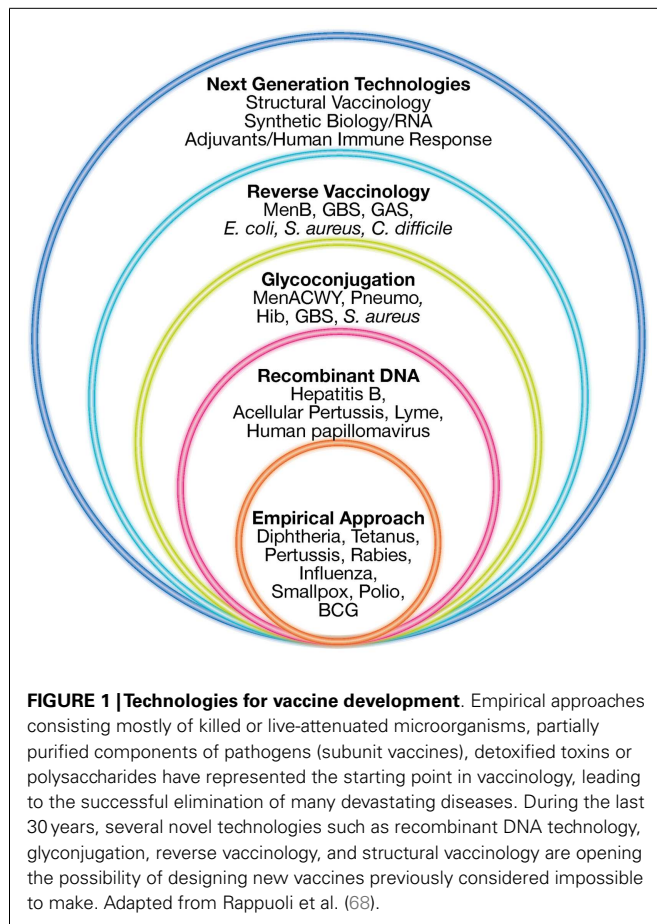 Next Generation Technologies
Structural Vaccinology
Synthetic Biology/RNA
Adjuvants/Human Immune Response
Reverse Vaccinology
MenB, GBS, GAS,
E. coli, S. aureus, C. difficile
Glycoconjugation
MenACWY, Pneumo,
Hib, GBS, S. aureus
Recombinant DNA
Hepatitis B,
Acellular Pertussis, Lyme,
Human papillomavirus
Empirical Approach
Diphtheria, Tetanus,
Pertussis, Rabies,
Influenza,
Smallpox, Polio,
BCG
FIGURE 1 | Technologies for vaccine development. Empirical approaches
consisting mostly of killed or live-attenuated microorganisms, partially
purified components of pathogens (subunit vaccines), detoxified toxins or
polysaccharides have represented the starting point in vaccinology, leading
to the successful elimination of many devastating diseases. During the last
30 years, several novel technologies such as recombinant DNA technology,
glyconjugation, reverse vaccinology, and structural vaccinology are opening
the possibility of designing new vaccines previously considered impossible
to make. Adapted from Rappuoli et al. (68).